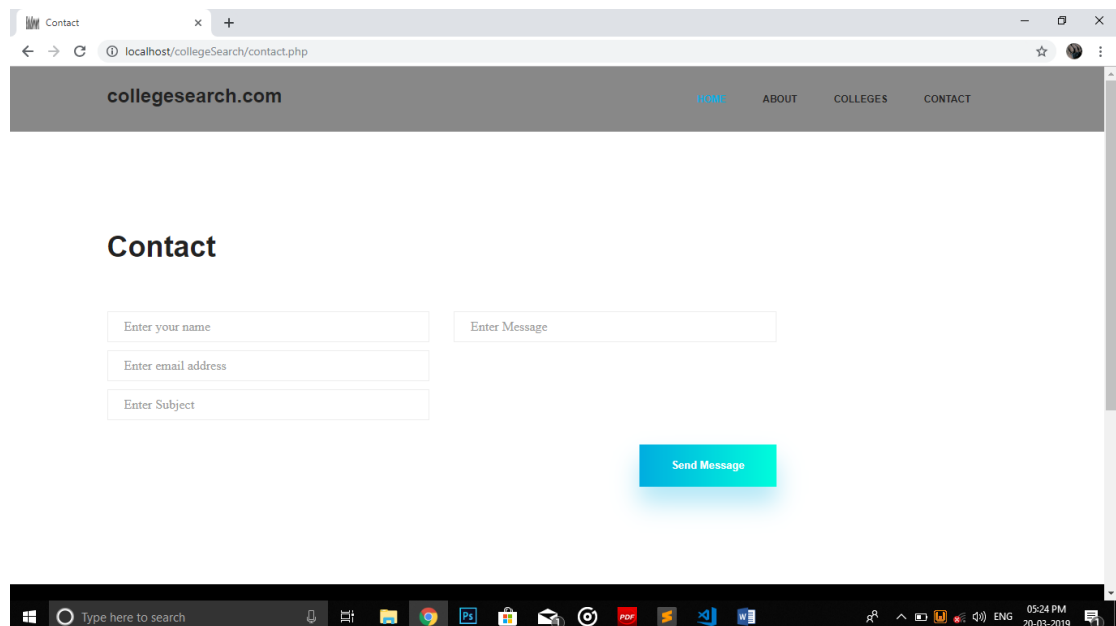 Contact
localhost/collegeSearch/contact.php
collegesearch.com
HOME ABOUT COLLEGES CONTACT
Contact
Enter your name
Enter Message
Enter email address
Enter Subject
Send Message
Type here to search
Ps
PDF
ENG
05:24 PM
20-03-2019